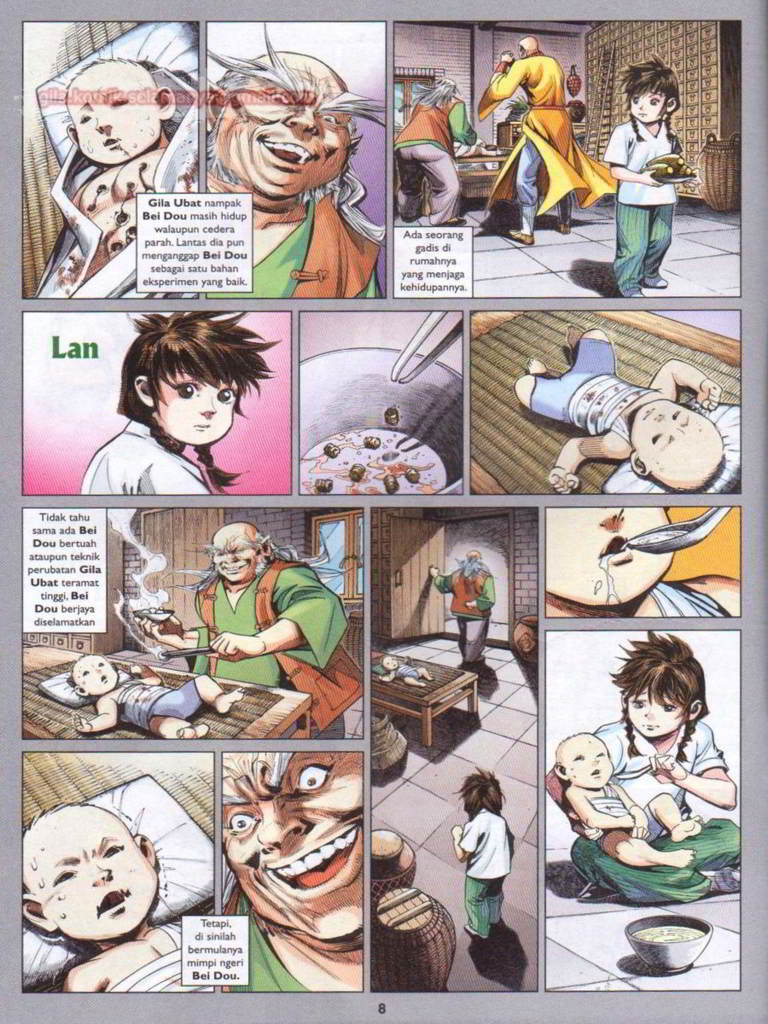 Gila Ubat nampak
Bei Dou masih hidup
walaupun cedera
parah. Lantas dia pun
menganggap Bei Dou
sebagai satu bahan
eksperimen yang baik.
Ada seorang
gadis di
rumahnya
yang menjaga
kehidupannya.
Lan
Tidak tahu
sama ada Bei
Dou bertuah
ataupun teknik
perubatan Gila
Ubat teramat
tinggi, Bei
Dou berjaya
diselamatkan
Tetapi,
di sinilah
bermulanya
mimpi ngeri
Bei Dou.
8